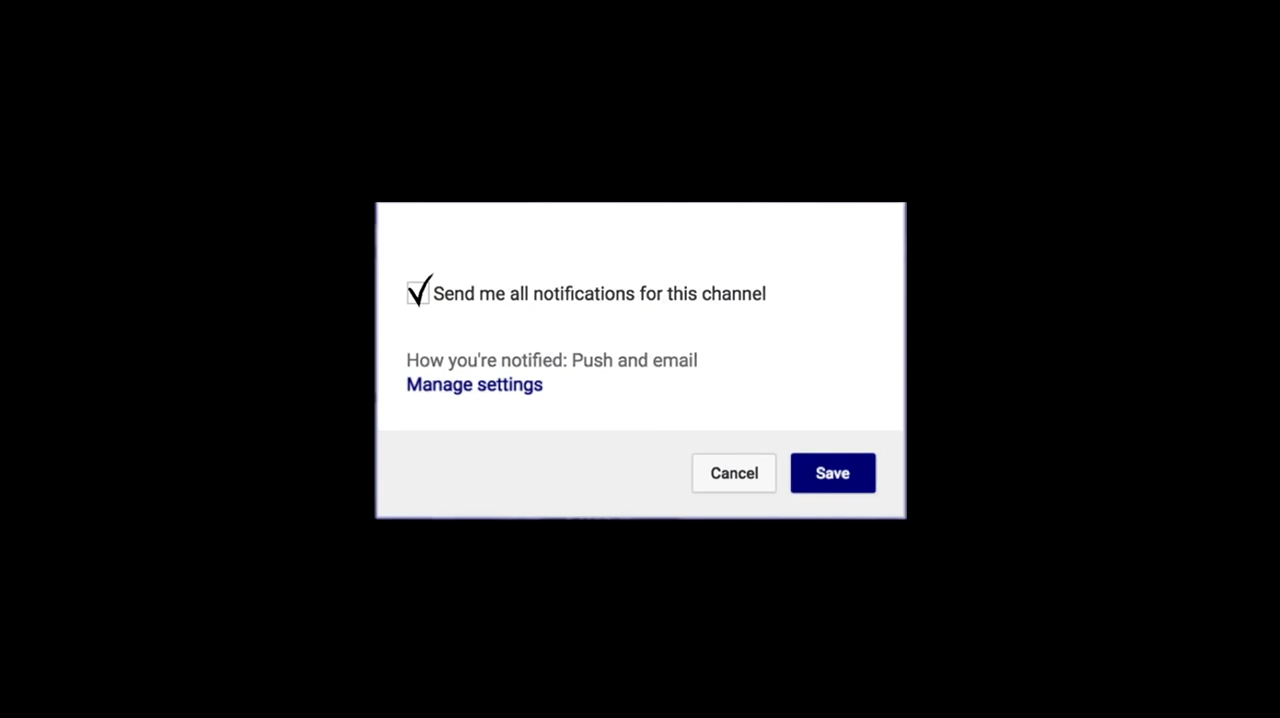 Send me all notifications for this channel
How you're notified: Push and email
Manage settings
Cancel Save